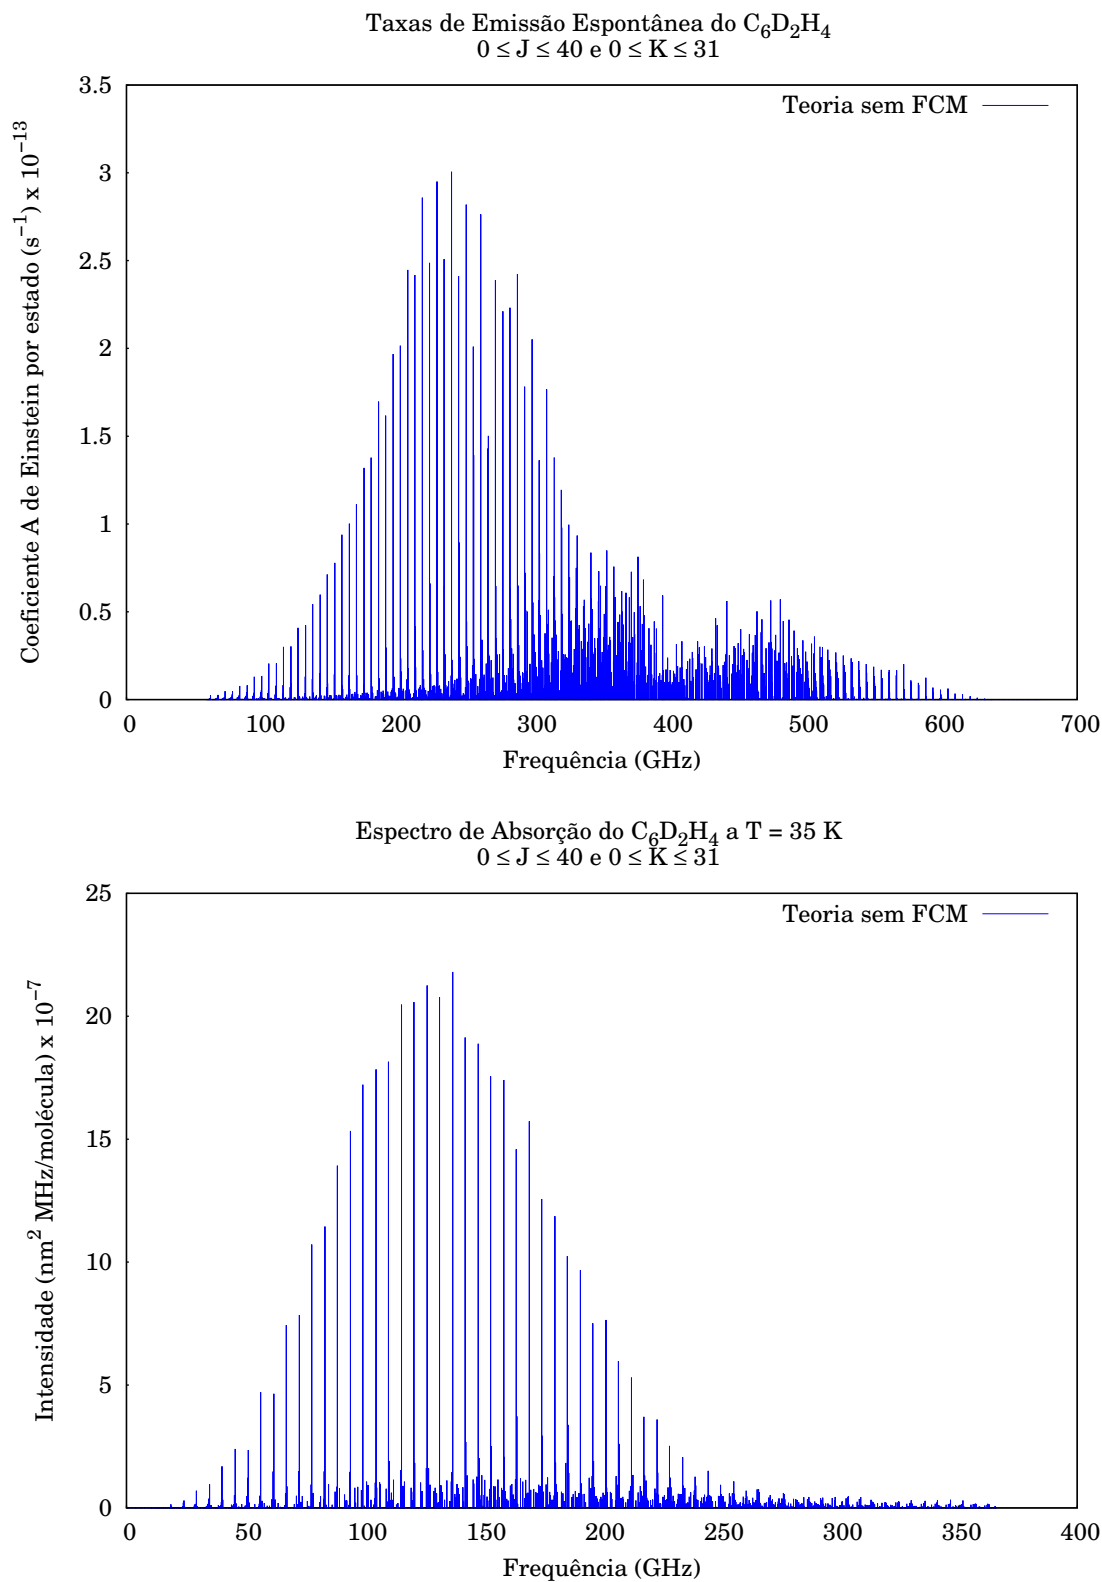 Taxas de Emissão Espontânea do C₆D₂H₄
0 ≤ J ≤ 40 e 0 ≤ K ≤ 31
Coeficiente A de Einstein por estado (s⁻¹) x 10⁻¹³
3.5
3
2.5
2
1.5
1
0.5
0
Teoria sem FCM
0 100 200 300 400 500 600 700
Frequência (GHz)
Espectro de Absorção do C₆D₂H₄ a T = 35 K
0 ≤ J ≤ 40 e 0 ≤ K ≤ 31
Intensidade (nm² MHz/molécula) x 10⁻⁷
25
20
15
10
5
0
Teoria sem FCM
0 50 100 150 200 250 300 350 400
Frequência (GHz)